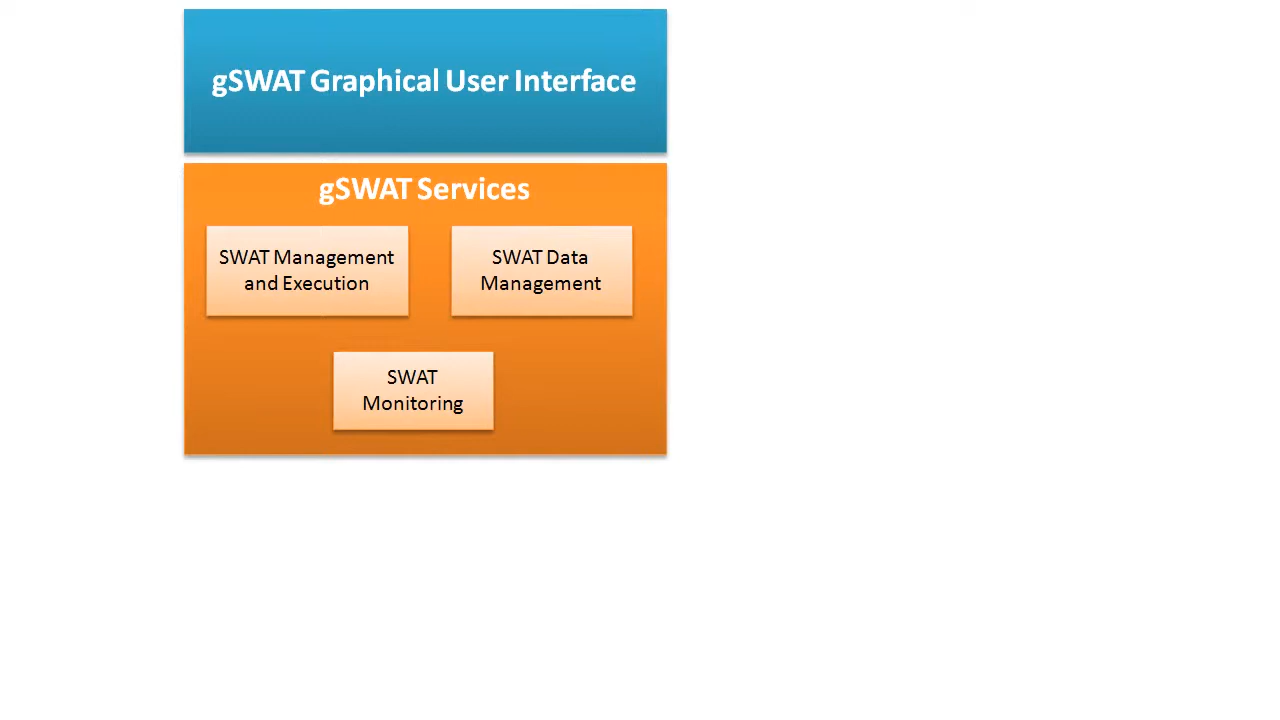 gSWAT Graphical User Interface
gSWAT Services
SWAT Management
and Execution
SWAT Data
Management
SWAT
Monitoring